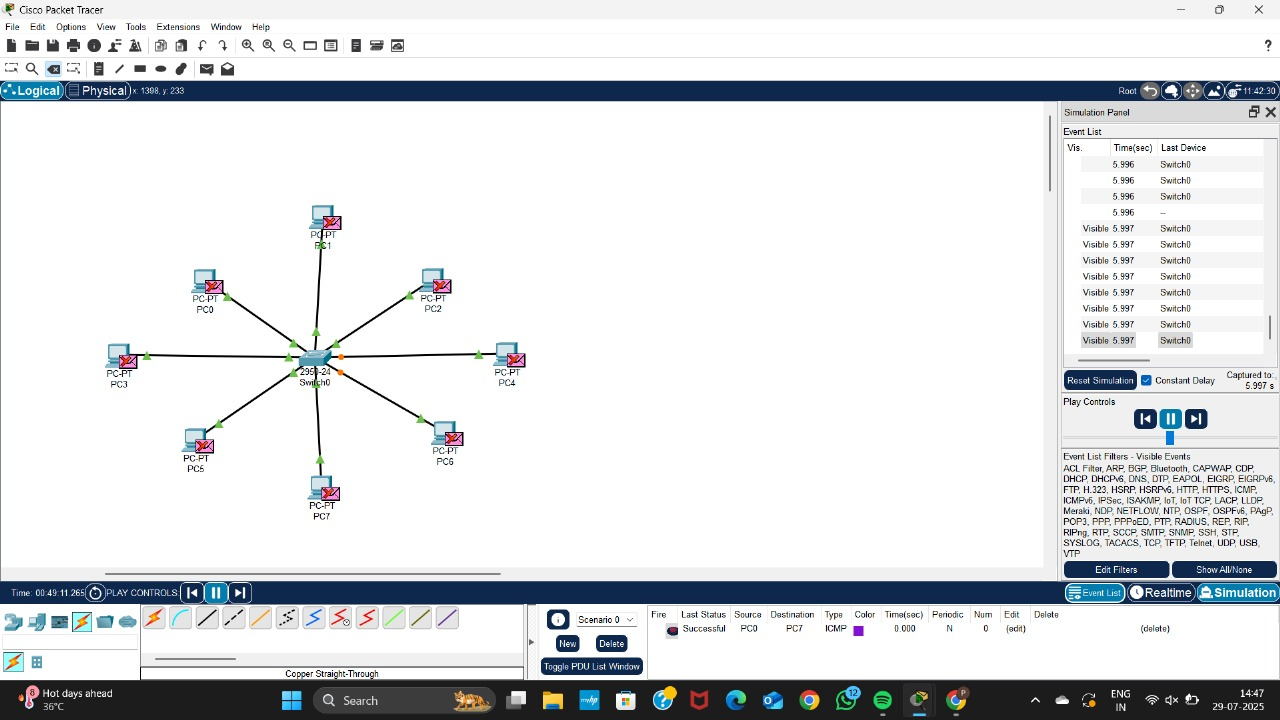 Cisco Packet Tracer
File Edit Options View Tools Extensions Window Help
?
Logical Physical x: 1398, y: 233 Root 11:42:30
Simulation Panel
Event List
Vis. Time(sec) Last Device
5.996 Switch0
5.996 Switch0
5.996 Switch0
5.996 --
Visible 5.997 Switch0
Visible 5.997 Switch0
Visible 5.997 Switch0
Visible 5.997 Switch0
Visible 5.997 Switch0
Visible 5.997 Switch0
Visible 5.997 Switch0
Visible 5.997 Switch0
Reset Simulation Constant Delay Captured to:
5.997 s
Play Controls
Event List Filters - Visible Events
ACL Filter, ARP, BGP, Bluetooth, CAPWAP, CDP,
DHCP, DHCPv6, DNS, DTP, EAPOL, EIGRP, EIGRPv6,
FTP, H.323, HSRP, HSRPv6, HTTP, HTTPS, ICMP,
ICMPv6, IPSec, ISAKMP, IoT, IoT TCP, LACP, LLDP,
Meraki, NDP, NETFLOW, NTP, OSPF, OSPFv6, PAgP,
POP3, PPP, PPPoED, PTP, RADIUS, REP, RIP,
RIPng, RTP, SCCP, SMTP, SNMP, SSH, STP,
SYSLOG, TACACS, TCP, TFTP, Telnet, UDP, USB,
VTP
Edit Filters Show All/None
PC-PT
PC1
PC-PT
PC0
PC-PT
PC2
PC-PT
PC3
2950-24
Switch0
PC-PT
PC4
PC-PT
PC5
PC-PT
PC6
PC-PT
PC7
Time: 00:49:11.265 PLAY CONTROLS: Event List Realtime Simulation
Scenario 0
New Delete
Toggle PDU List Window
Fire Last Status Source Destination Type Color Time(sec) Periodic Num Edit Delete
Successful PC0 PC7 ICMP 0.000 N 0 (edit) (delete)
Copper Straight-Through
8
Hot days ahead
36°C
Search
myhp
12
P
ENG
IN
14:47
29-07-2025